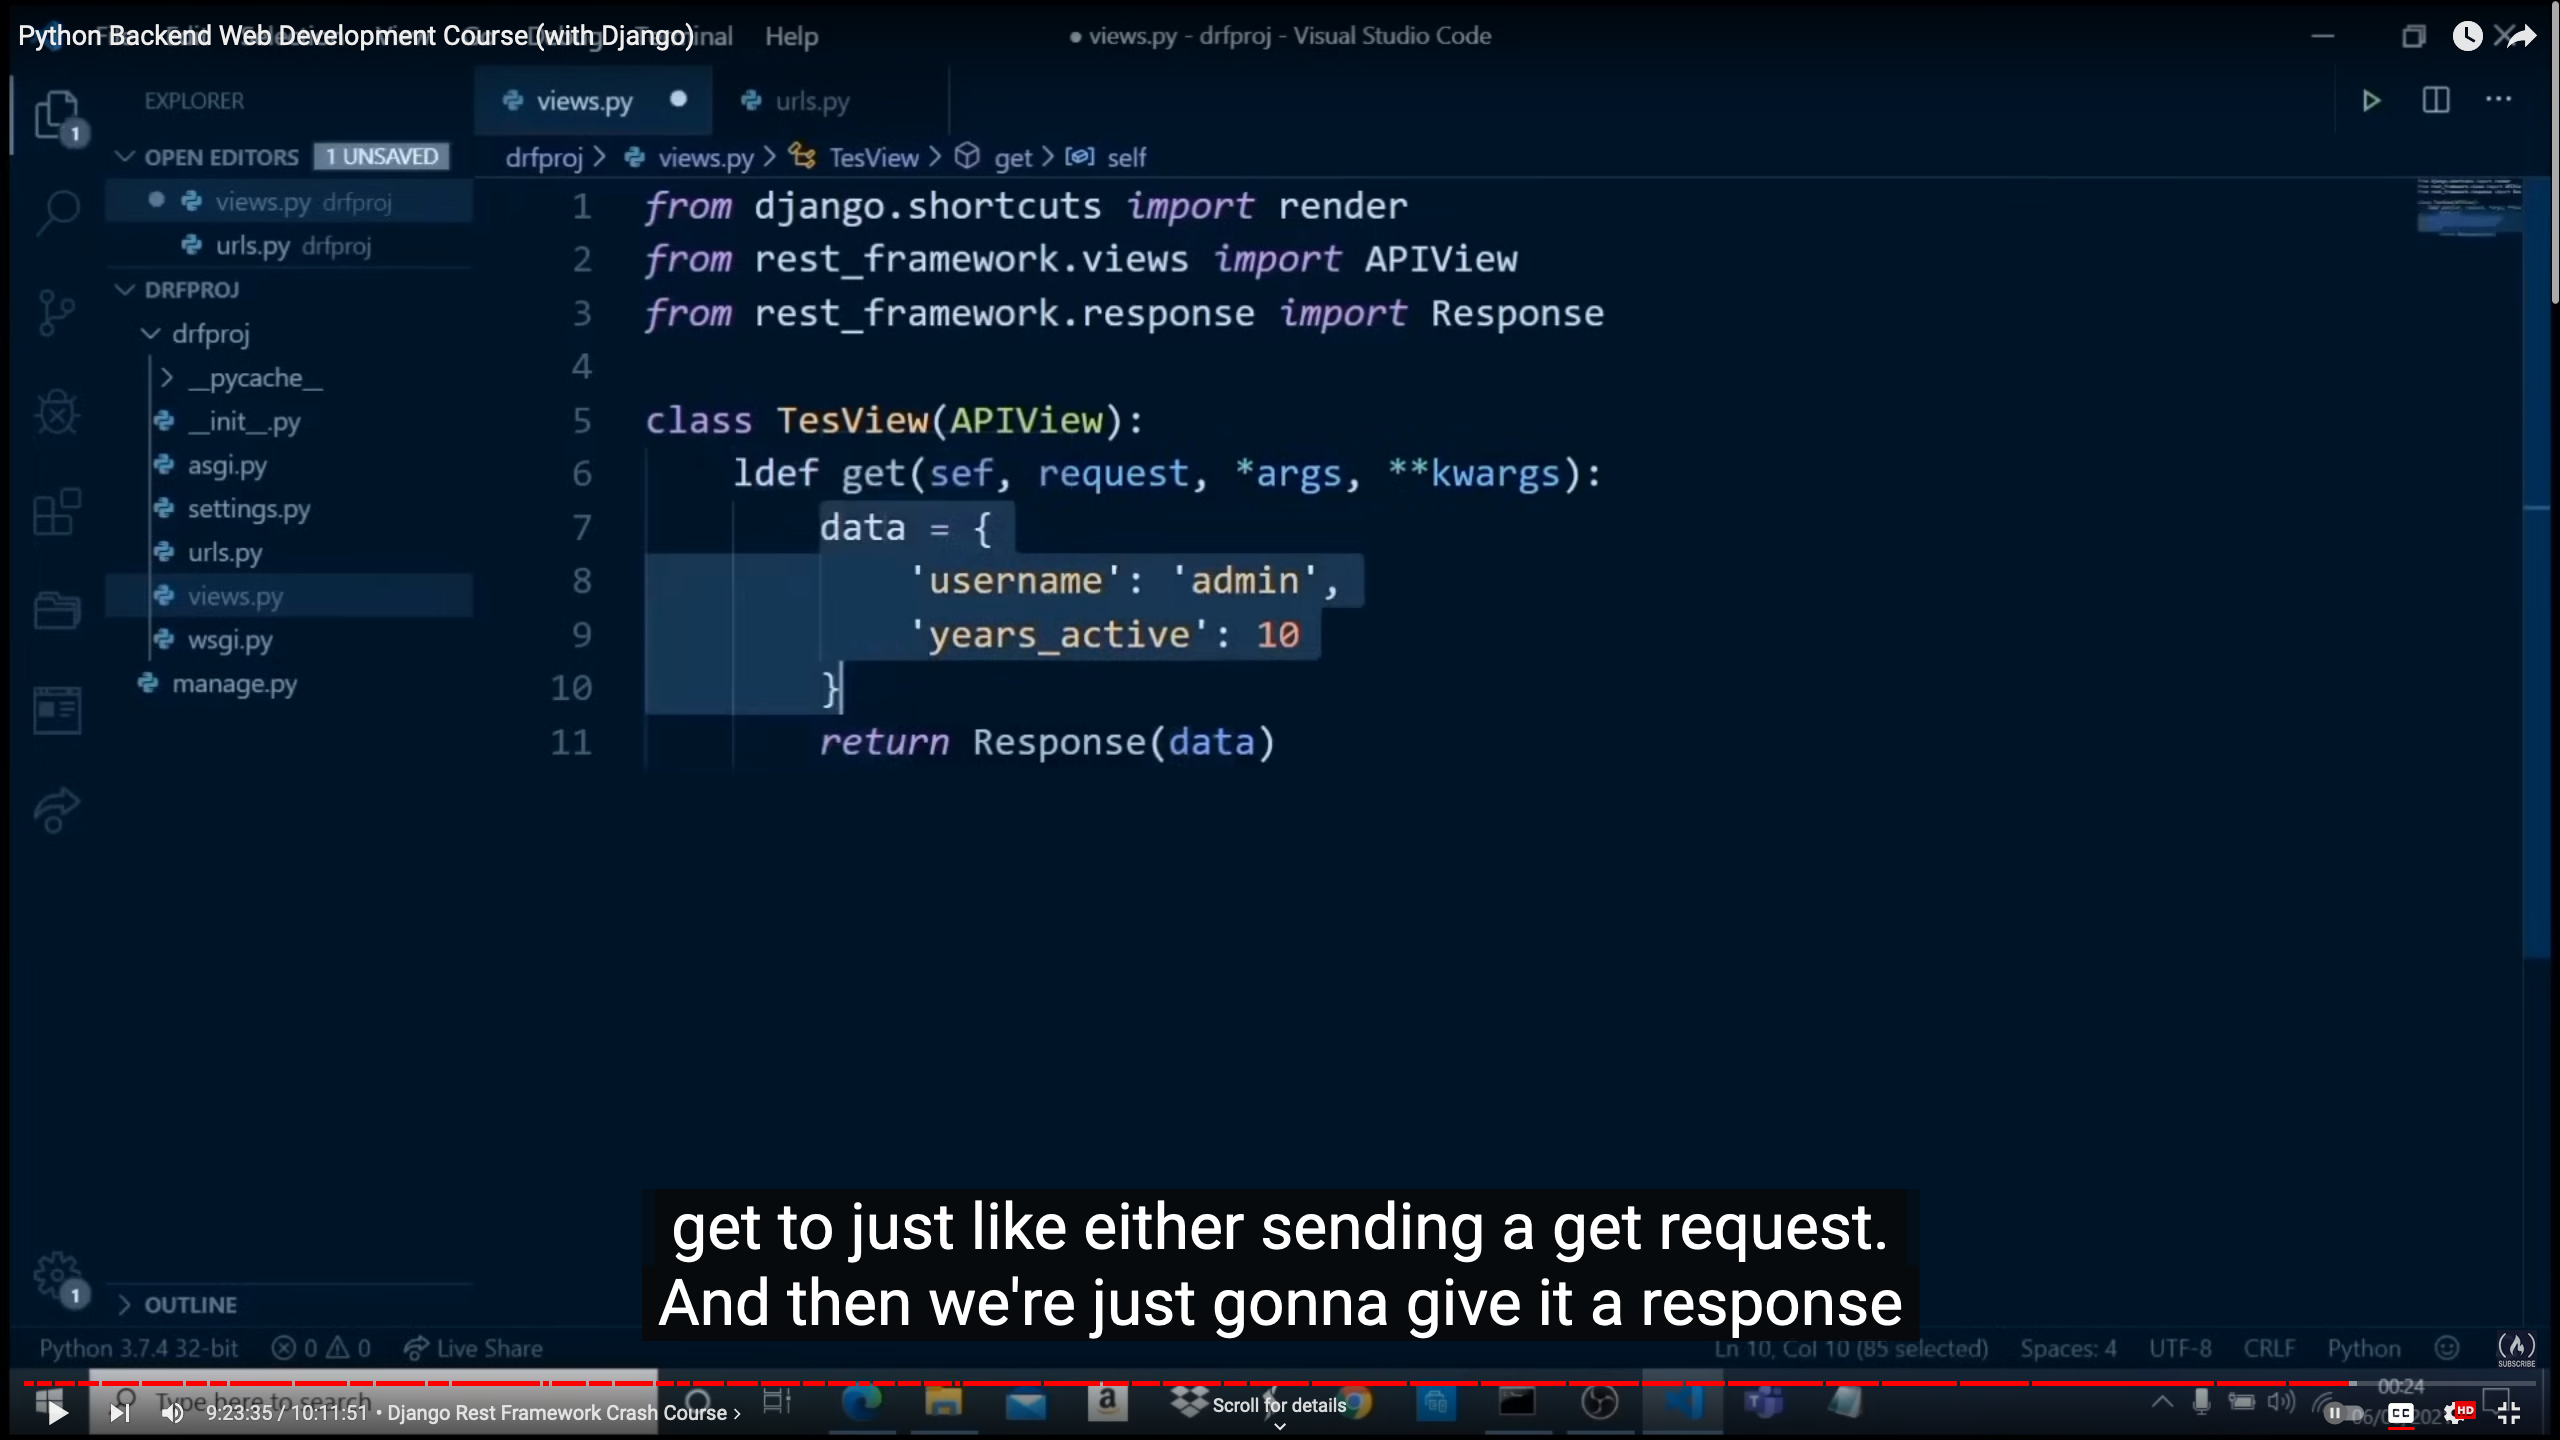 Python Backend Web Development Course (with Django)
Help
● views.py - drfproj - Visual Studio Code
EXPLORER
views.py
urls.py
1
OPEN EDITORS 1 UNSAVED
drfproj > views.py > TesView > get > self
views.py drfproj
urls.py drfproj
DRFPROJ
drfproj
__pycache__
__init__.py
asgi.py
settings.py
urls.py
views.py
wsgi.py
manage.py
1 from django.shortcuts import render
2 from rest_framework.views import APIView
3 from rest_framework.response import Response
4
5 class TesView(APIView):
6 ldef get(sef, request, *args, **kwargs):
7 data = {
8 'username': 'admin',
9 'years_active': 10
10 }
11 return Response(data)
get to just like either sending a get request.
And then we're just gonna give it a response
1
OUTLINE
Python 3.7.4 32-bit 0 0 Live Share
Ln 10, Col 10 (85 selected) Spaces: 4 UTF-8 CRLF Python
SUBSCRIBE
Type here to search
00:24
9:23:35 / 10:11:51 • Django Rest Framework Crash Course ›
Scroll for details
CC
HD